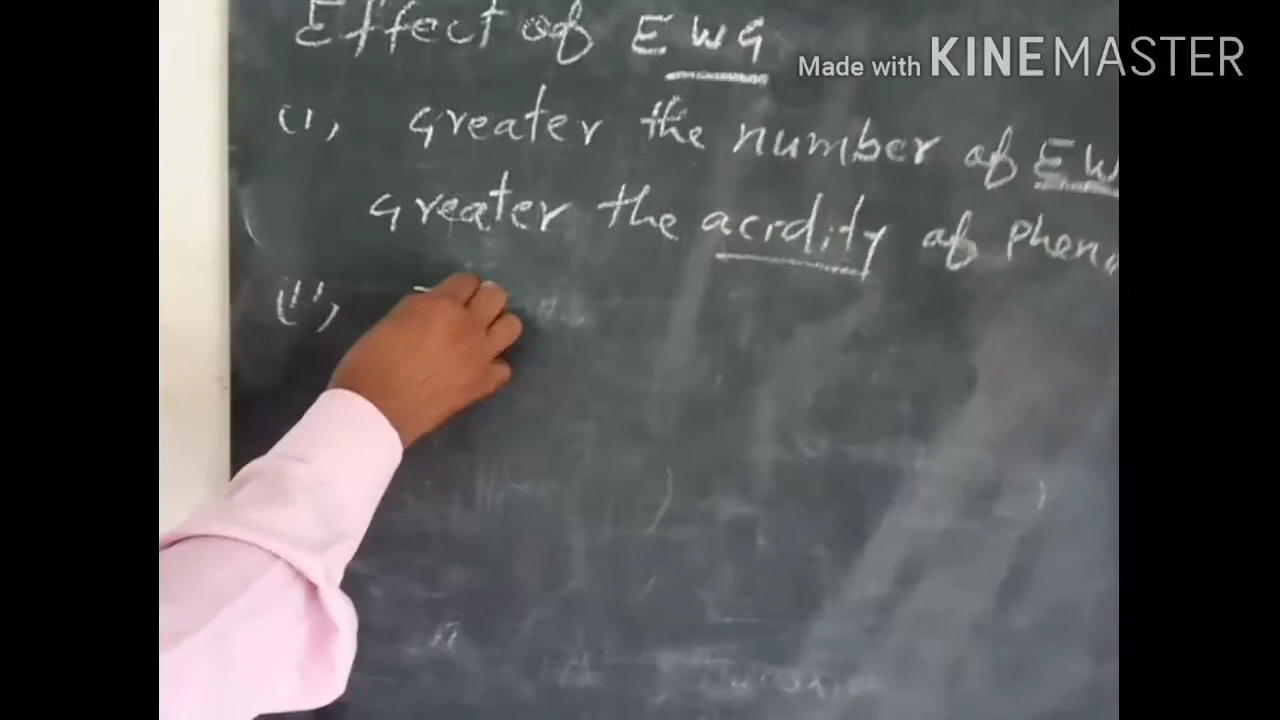 Effect of EWG
Made with KINEMASTER
(i), Greater the number of EW
Greater the acidity of Phen
(ii),